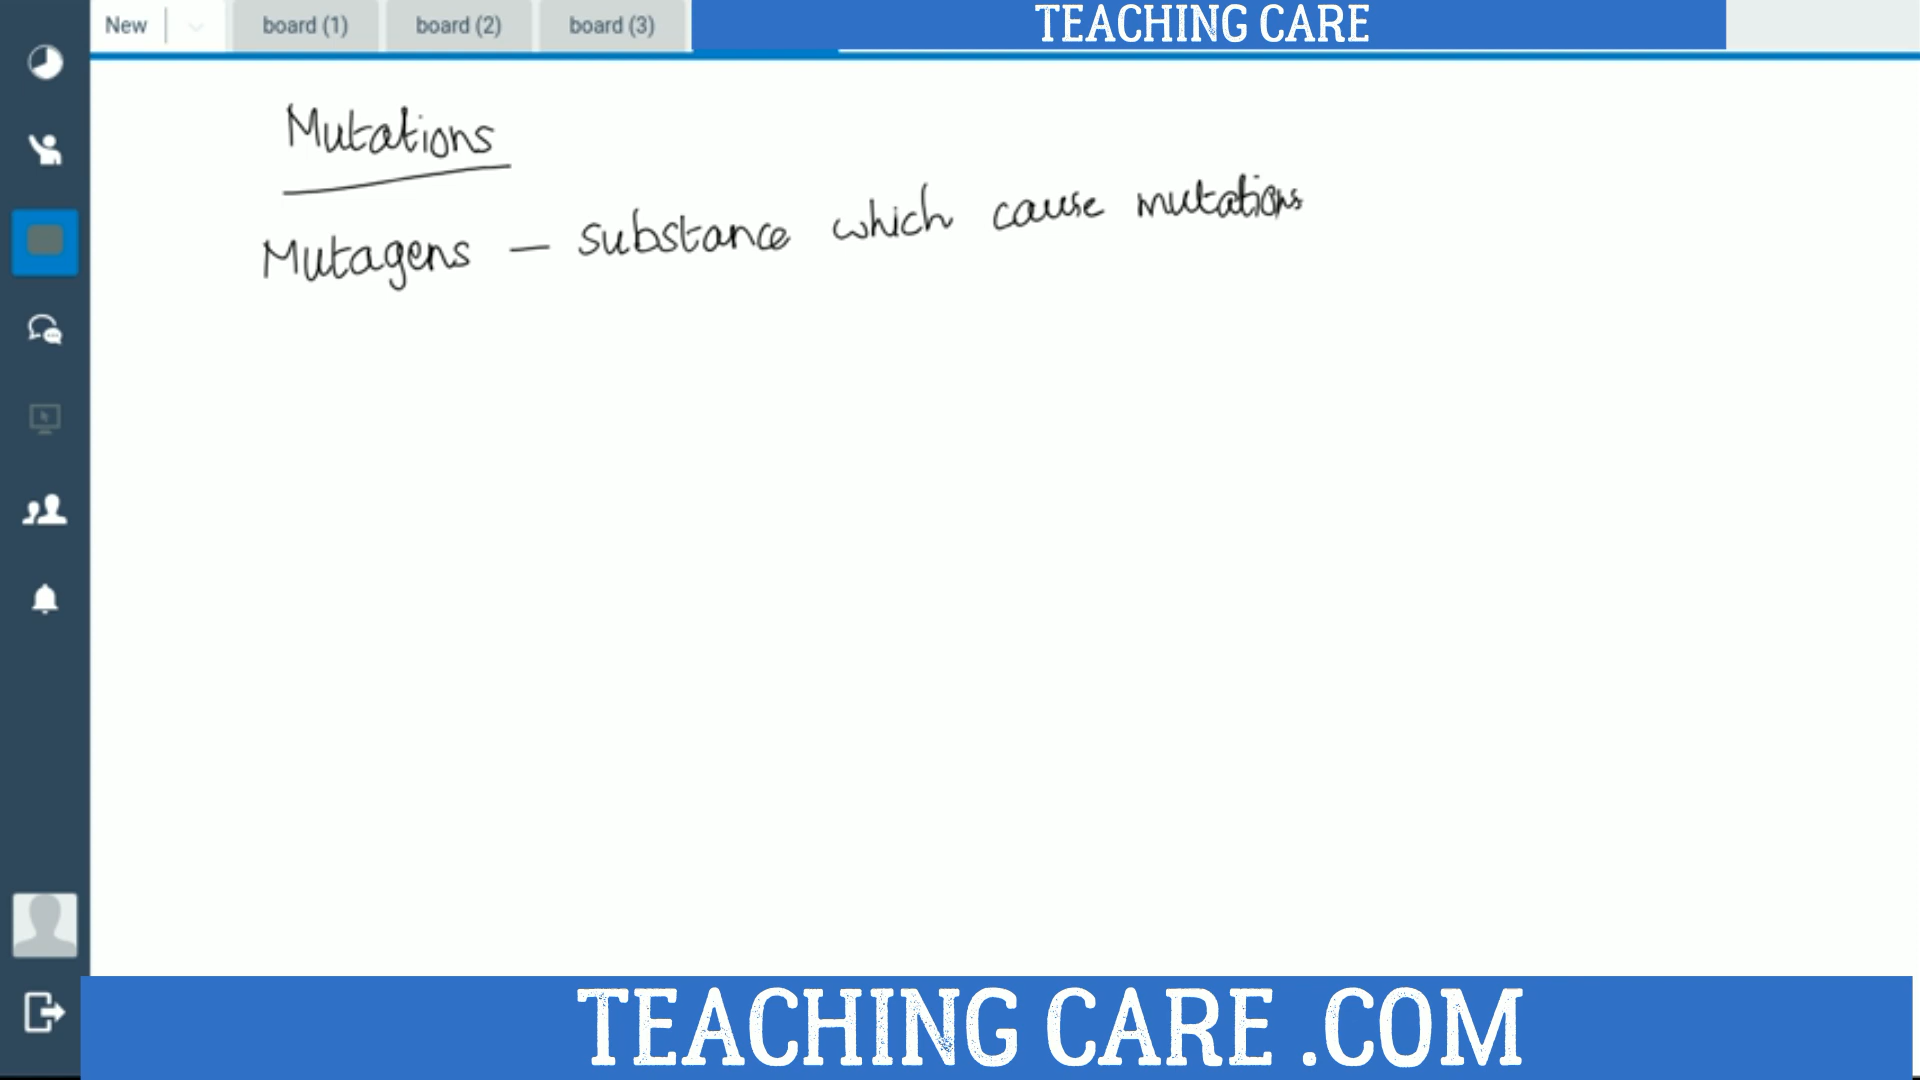 New board (1) board (2) board (3) TEACHING CARE
Mutations
Mutagens — substance which cause mutations
TEACHING CARE .COM